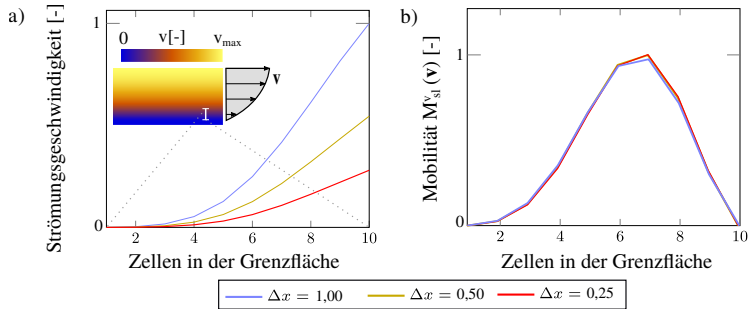 a)
Strömungsgeschwindigkeit [-]
1
0
0 v[-] v_max
v
2 4 6 8 10
Zellen in der Grenzfläche
b)
Mobilität M^v_sl(v) [-]
1
0
2 4 6 8 10
Zellen in der Grenzfläche
Δx = 1,00 Δx = 0,50 Δx = 0,25